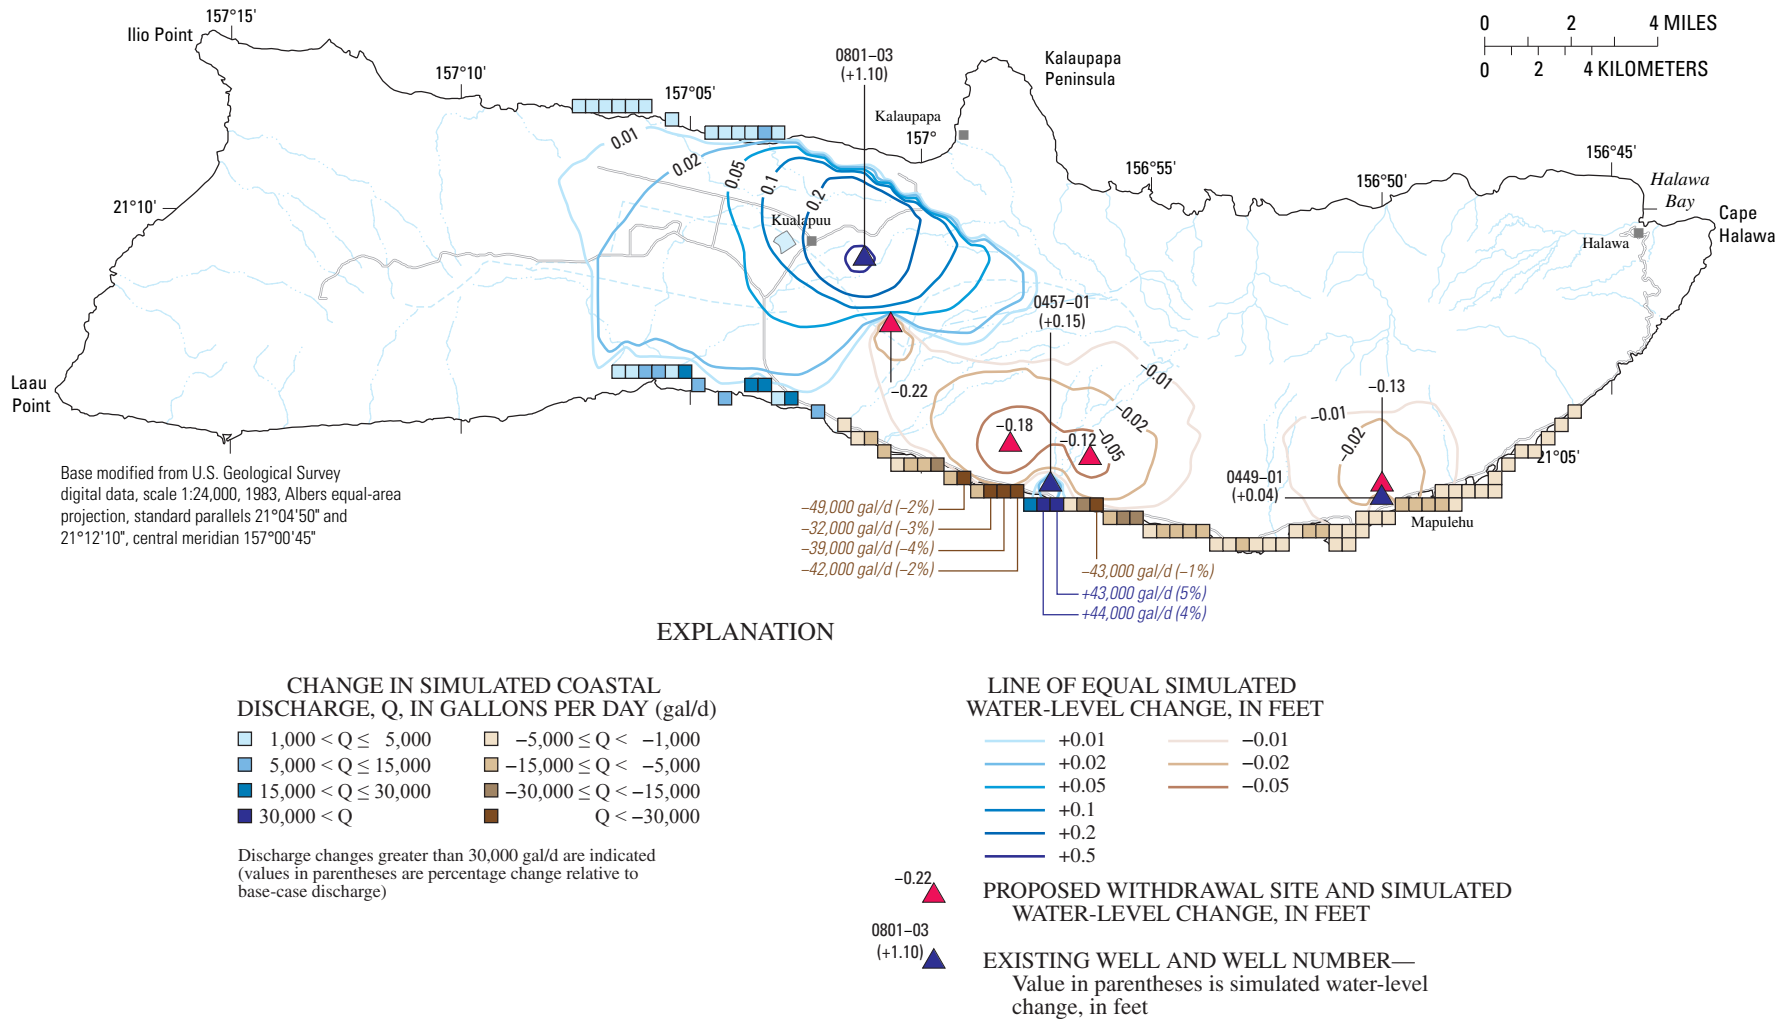 157°15'
Ilio Point
157°10'
157°05'
0801–03
(+1.10)
Kalaupapa
Peninsula
Kalaupapa
157°
156°55'
156°50'
156°45'
0 2 4 MILES
0 2 4 KILOMETERS
Halawa
Bay
Cape
Halawa
Halawa
21°10'
0.01
0.02
0.05
0.1
0.2
Kualapuu
0457–01
(+0.15)
Laau
Point
–0.22
–0.01
–0.02
–0.05
–0.18
–0.12
–0.13
–0.01
–0.02
0449–01
(+0.04)
21°05'
Mapulehu
Base modified from U.S. Geological Survey
digital data, scale 1:24,000, 1983, Albers equal-area
projection, standard parallels 21°04'50" and
21°12'10", central meridian 157°00'45"
–49,000 gal/d (–2%)
–32,000 gal/d (–3%)
–39,000 gal/d (–4%)
–42,000 gal/d (–2%)
–43,000 gal/d (–1%)
+43,000 gal/d (5%)
+44,000 gal/d (4%)
EXPLANATION
CHANGE IN SIMULATED COASTAL
DISCHARGE, Q, IN GALLONS PER DAY (gal/d)
1,000 < Q ≤ 5,000
5,000 < Q ≤ 15,000
15,000 < Q ≤ 30,000
30,000 < Q
–5,000 ≤ Q < –1,000
–15,000 ≤ Q < –5,000
–30,000 ≤ Q < –15,000
Q < –30,000
Discharge changes greater than 30,000 gal/d are indicated
(values in parentheses are percentage change relative to
base-case discharge)
LINE OF EQUAL SIMULATED
WATER-LEVEL CHANGE, IN FEET
+0.01
+0.02
+0.05
+0.1
+0.2
+0.5
–0.01
–0.02
–0.05
–0.22
PROPOSED WITHDRAWAL SITE AND SIMULATED
WATER-LEVEL CHANGE, IN FEET
0801–03
(+1.10)
EXISTING WELL AND WELL NUMBER—
Value in parentheses is simulated water-level
change, in feet